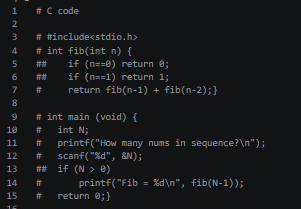 1 # C code
2
3 # #include<stdio.h>
4 # int fib(int n) {
5 ## if (n==0) return 0;
6 ## if (n==1) return 1;
7 # return fib(n-1) + fib(n-2);}
8
9 # int main (void) {
10 # int N;
11 # printf("How many nums in sequence?\n");
12 # scanf("%d", &N);
13 ## if (N > 0)
14 # printf("Fib = %d\n", fib(N-1));
15 # return 0;}
16